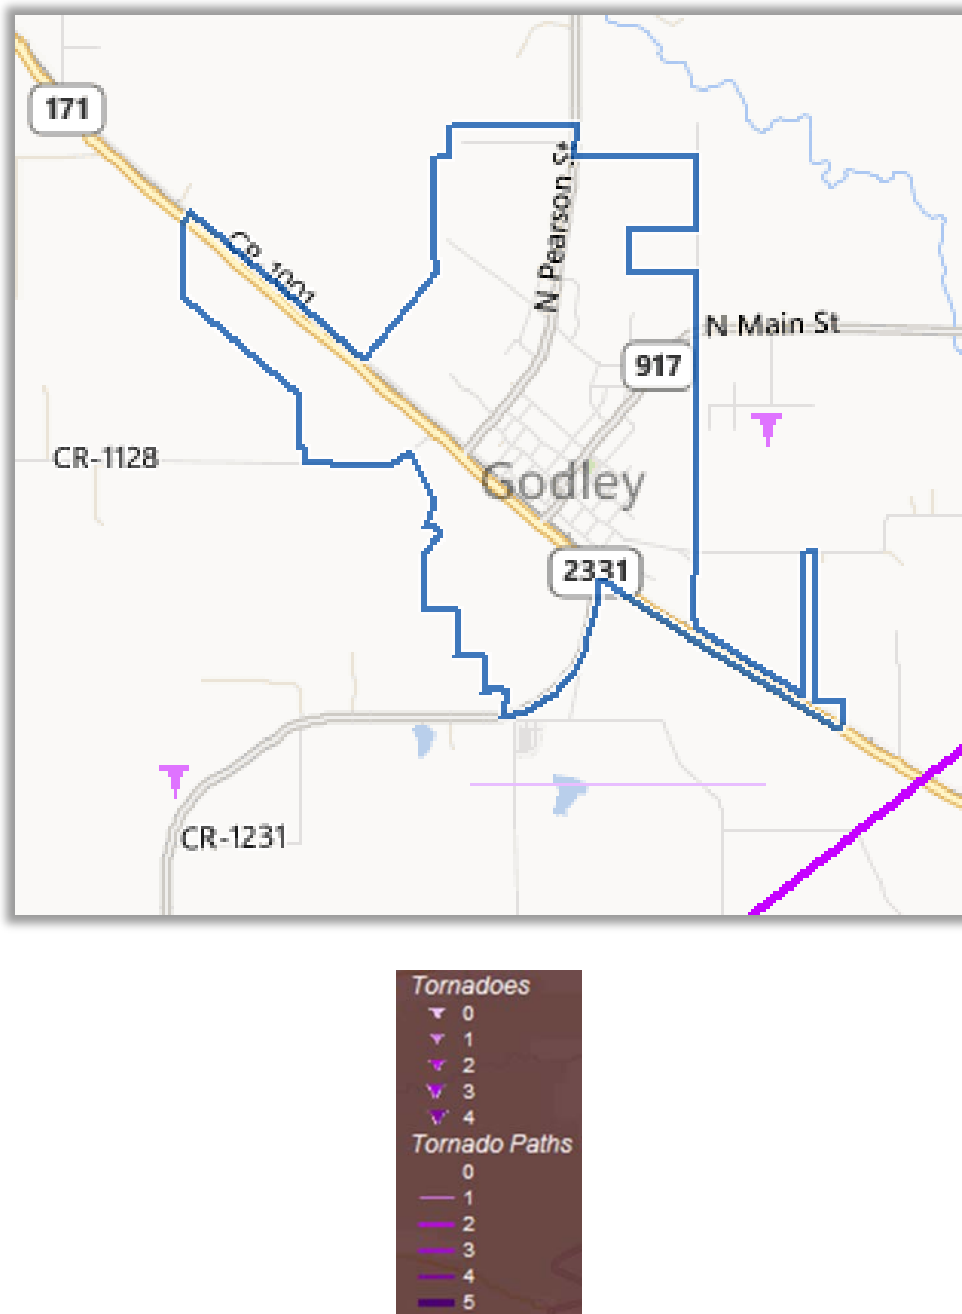 171
N Pearson St
CR-1001
N Main St
917
CR-1128
Godley
2331
CR-1231
Tornadoes
0
1
2
3
4
Tornado Paths
0
1
2
3
4
5